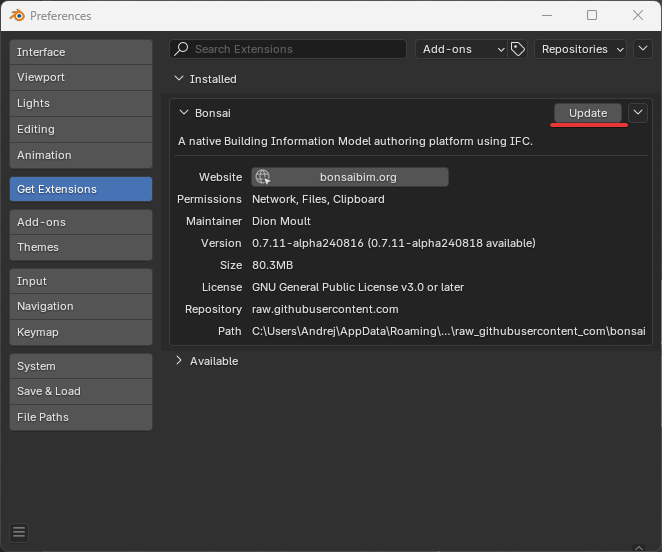 Preferences
Interface
Viewport
Lights
Editing
Animation
Get Extensions
Add-ons
Themes
Input
Navigation
Keymap
System
Save & Load
File Paths
Search Extensions
Add-ons
Repositories
Installed
Bonsai
Update
A native Building Information Model authoring platform using IFC.
Website bonsaibim.org
Permissions Network, Files, Clipboard
Maintainer Dion Moult
Version 0.7.11-alpha240816 (0.7.11-alpha240818 available)
Size 80.3MB
License GNU General Public License v3.0 or later
Repository raw.githubusercontent.com
Path C:\Users\Andrej\AppData\Roaming\...\raw_githubusercontent_com\bonsai
Available